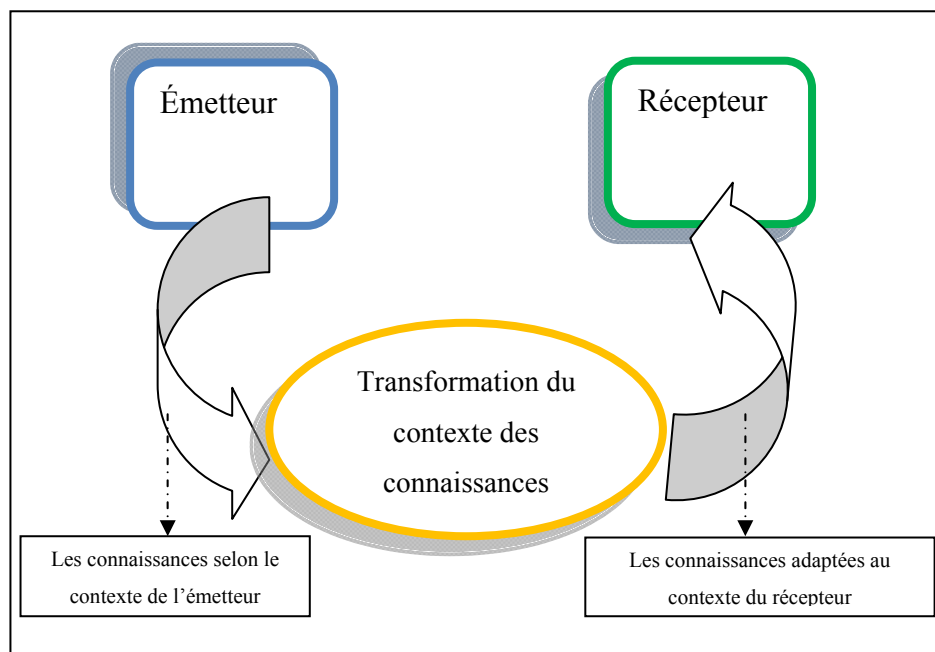 Émetteur
Récepteur
Transformation du
contexte des
connaissances
Les connaissances selon le
contexte de l’émetteur
Les connaissances adaptées au
contexte du récepteur